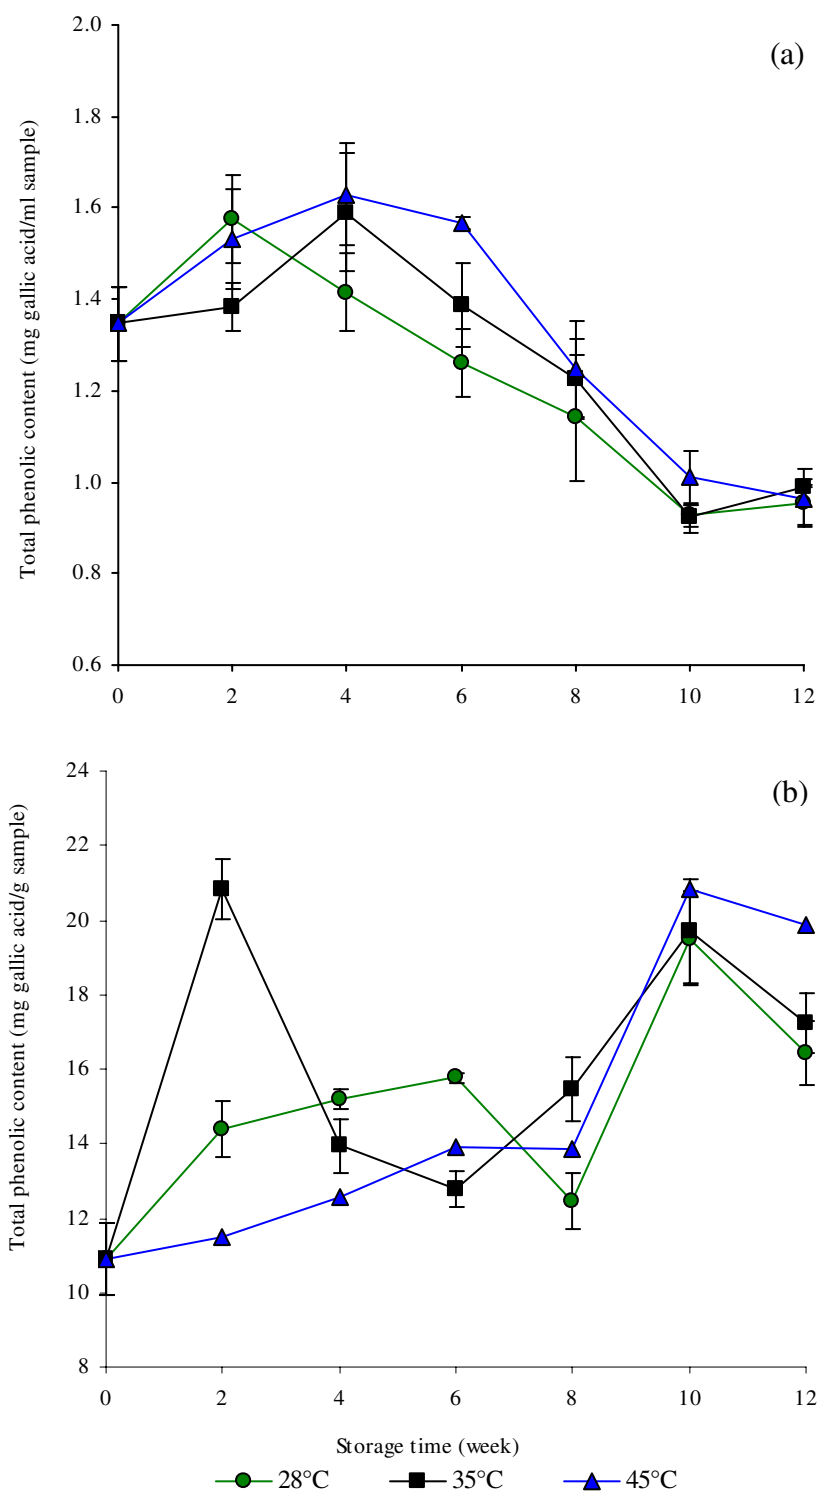 (a)
Total phenolic content (mg gallic acid/ml sample)
2.0
1.8
1.6
1.4
1.2
1.0
0.8
0.6
0 2 4 6 8 10 12
(b)
Total phenolic content (mg gallic acid/g sample)
24
22
20
18
16
14
12
10
8
0 2 4 6 8 10 12
Storage time (week)
28°C 35°C 45°C